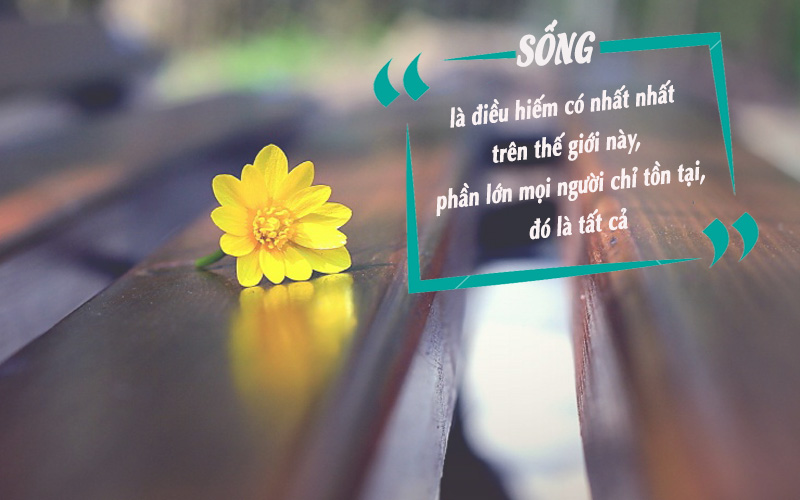 SỐNG
là điều hiếm có nhất nhất
trên thế giới này,
phần lớn mọi người chỉ tồn tại,
đó là tất cả